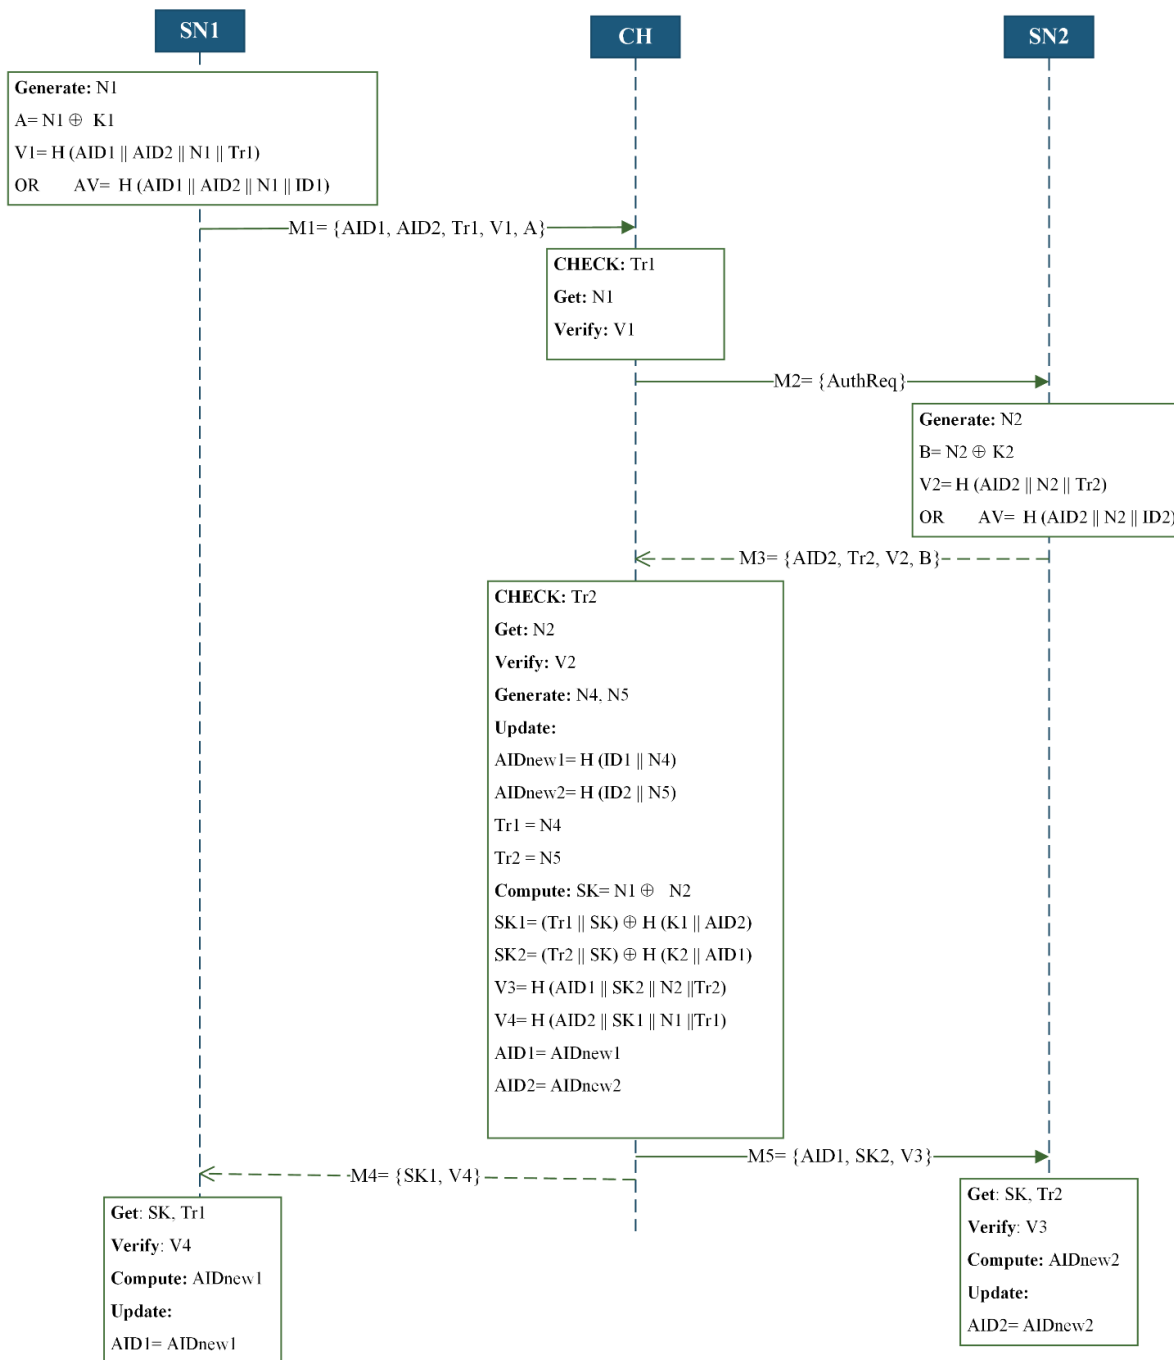 SN1
CH
SN2
Generate: N1
A= N1 ⊕ K1
V1= H (AID1 || AID2 || N1 || Tr1)
OR AV= H (AID1 || AID2 || N1 || ID1)
M1= {AID1, AID2, Tr1, V1, A}
CHECK: Tr1
Get: N1
Verify: V1
M2= {AuthReq}
Generate: N2
B= N2 ⊕ K2
V2= H (AID2 || N2 || Tr2)
OR AV= H (AID2 || N2 || ID2)
M3= {AID2, Tr2, V2, B}
CHECK: Tr2
Get: N2
Verify: V2
Generate: N4, N5
Update:
AIDnew1= H (ID1 || N4)
AIDnew2= H (ID2 || N5)
Tr1 = N4
Tr2 = N5
Compute: SK= N1 ⊕ N2
SK1= (Tr1 || SK) ⊕ H (K1 || AID2)
SK2= (Tr2 || SK) ⊕ H (K2 || AID1)
V3= H (AID1 || SK2 || N2 ||Tr2)
V4= H (AID2 || SK1 || N1 ||Tr1)
AID1= AIDnew1
AID2= AIDnew2
M5= {AID1, SK2, V3}
M4= {SK1, V4}
Get: SK, Tr1
Verify: V4
Compute: AIDnew1
Update:
AID1= AIDnew1
Get: SK, Tr2
Verify: V3
Compute: AIDnew2
Update:
AID2= AIDnew2